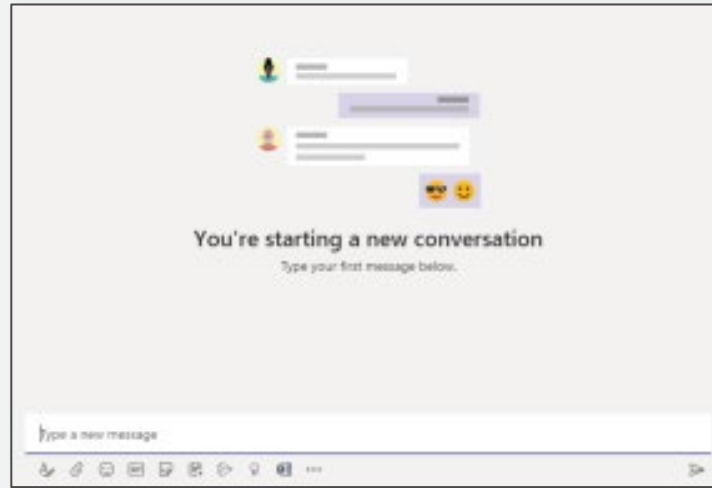 You're starting a new conversation
Type your first message below.
Type a new message